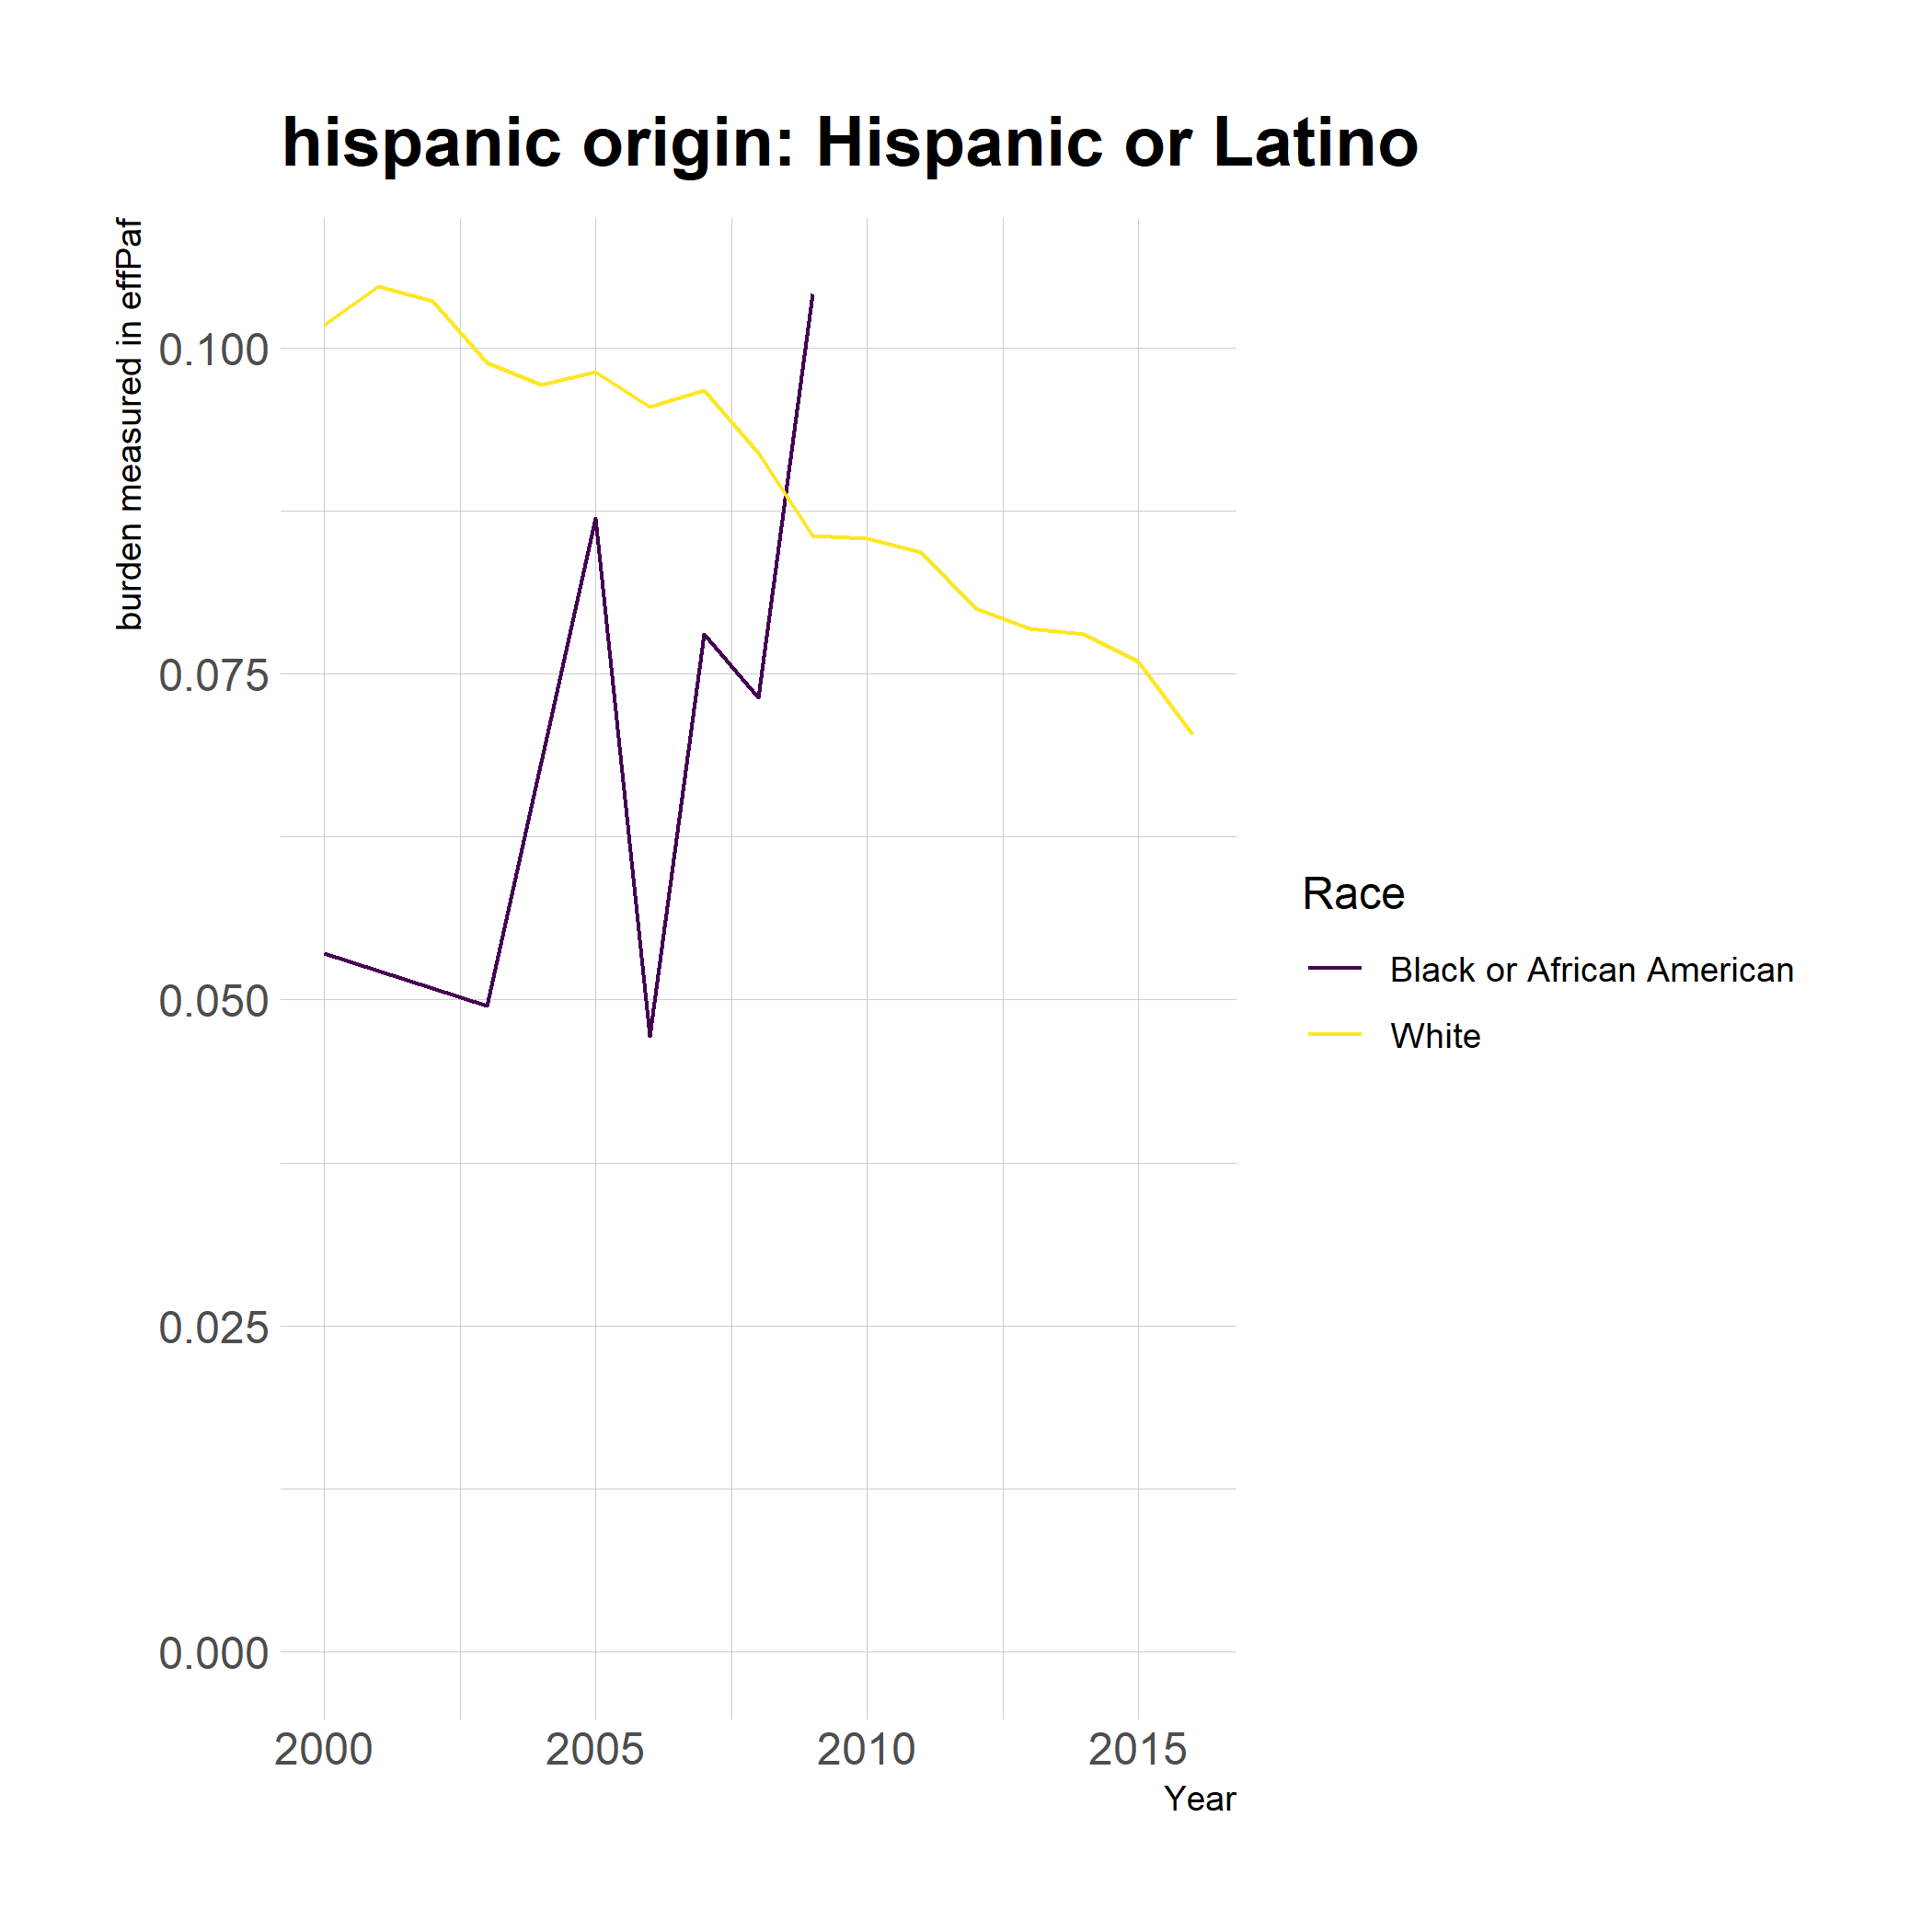 hispanic origin: Hispanic or Latino
burden measured in effPaf
0.100
0.075
0.050
0.025
0.000
2000 2005 2010 2015
Year
Race
Black or African American
White